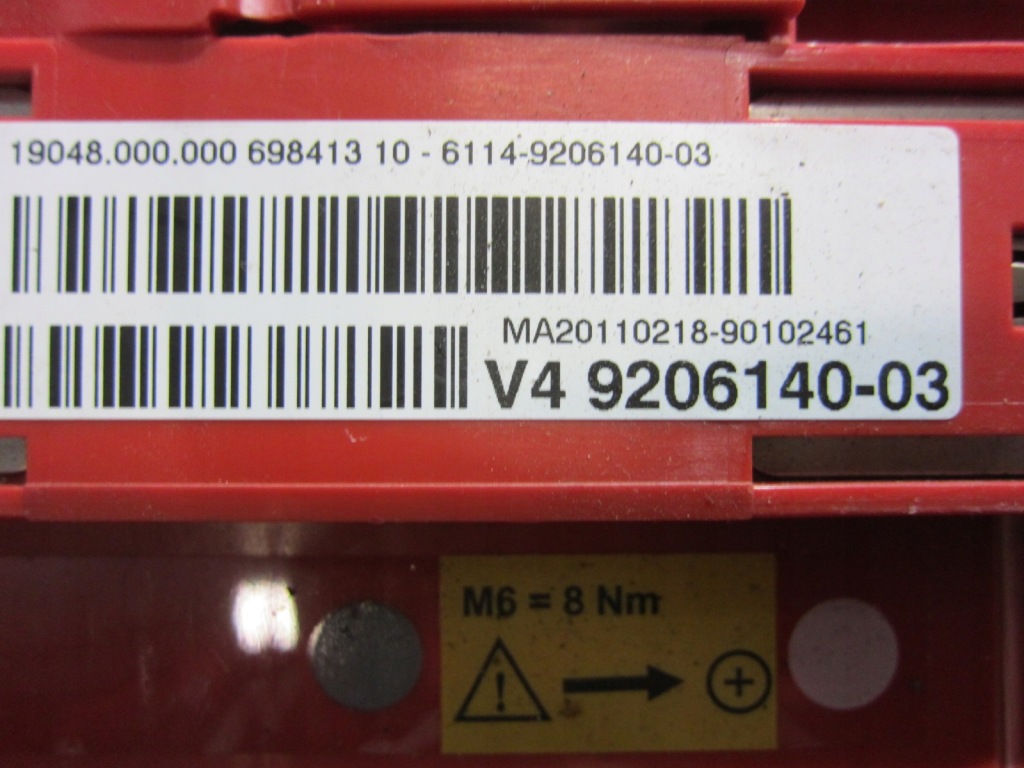 19048.000.000 698413 10 - 6114-9206140-03
MA20110218-90102461
V4 9206140-03
M6 = 8 Nm